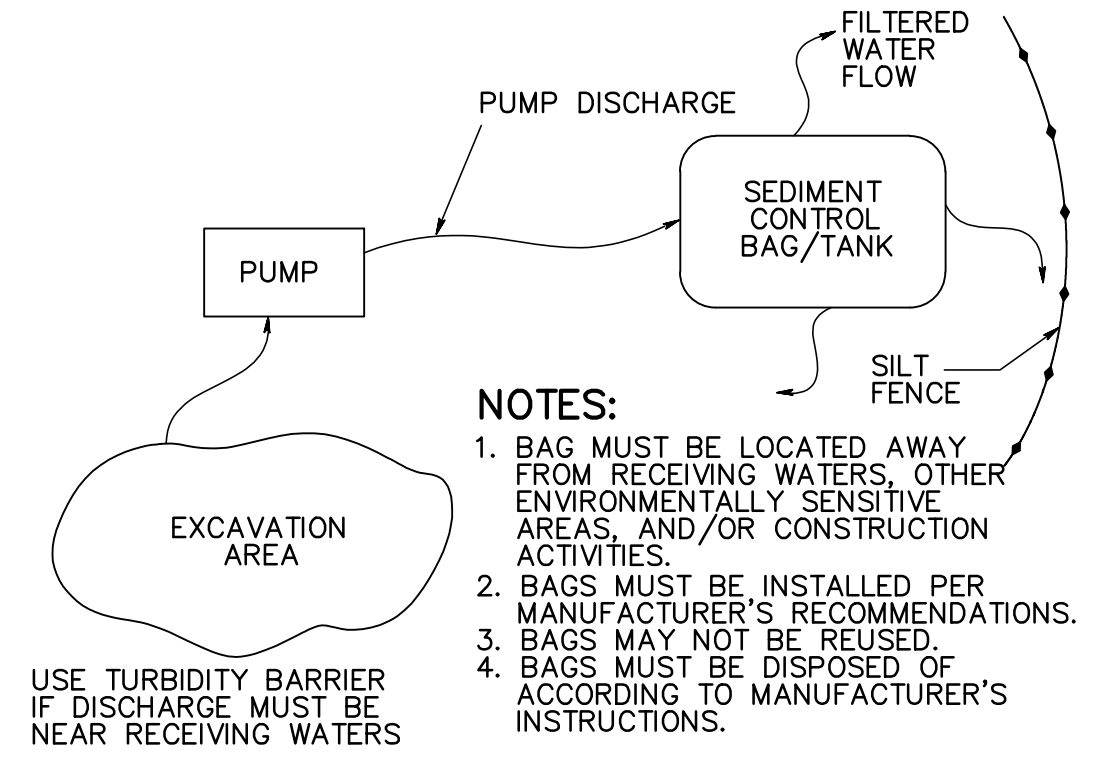 FILTERED
WATER
FLOW
PUMP DISCHARGE
SEDIMENT
CONTROL
BAG/TANK
PUMP
SILT
FENCE
EXCAVATION
AREA
NOTES:
1. BAG MUST BE LOCATED AWAY
FROM RECEIVING WATERS, OTHER
ENVIRONMENTALLY SENSITIVE
AREAS, AND/OR CONSTRUCTION
ACTIVITIES.
2. BAGS MUST BE INSTALLED PER
MANUFACTURER'S RECOMMENDATIONS.
3. BAGS MAY NOT BE REUSED.
4. BAGS MUST BE DISPOSED OF
ACCORDING TO MANUFACTURER'S
INSTRUCTIONS.
USE TURBIDITY BARRIER
IF DISCHARGE MUST BE
NEAR RECEIVING WATERS